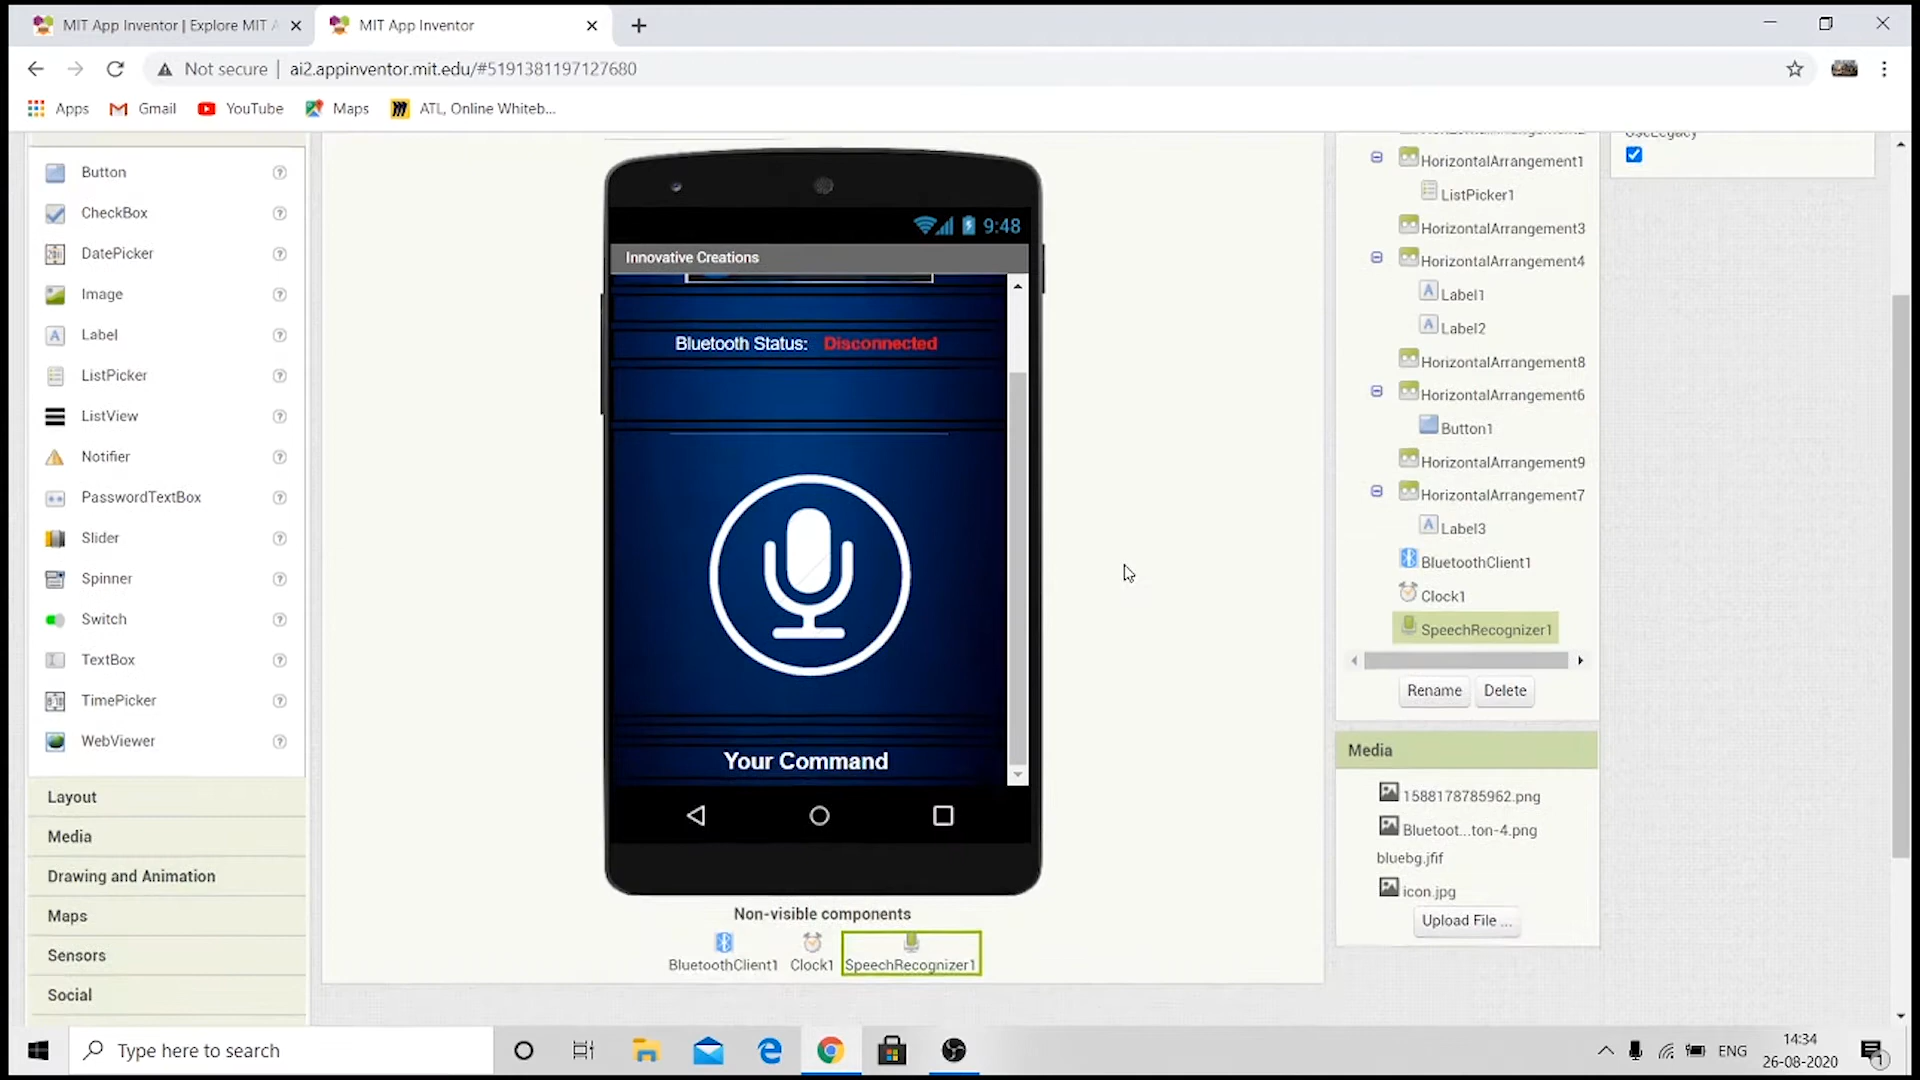 MIT App Inventor | Explore MIT A
MIT App Inventor
Not secure
ai2.appinventor.mit.edu/#5191381197127680
Apps
Gmail
YouTube
Maps
ATL, Online Whiteb...
Button
CheckBox
DatePicker
Image
Label
ListPicker
ListView
Notifier
PasswordTextBox
Slider
Spinner
Switch
TextBox
TimePicker
WebViewer
Layout
Media
Drawing and Animation
Maps
Sensors
Social
9:48
Innovative Creations
Bluetooth Status: Disconnected
Your Command
Non-visible components
BluetoothClient1
Clock1
SpeechRecognizer1
HorizontalArrangement2
HorizontalArrangement1
ListPicker1
HorizontalArrangement3
HorizontalArrangement4
Label1
Label2
HorizontalArrangement8
HorizontalArrangement6
Button1
HorizontalArrangement9
HorizontalArrangement7
Label3
BluetoothClient1
Clock1
SpeechRecognizer1
Rename
Delete
Media
1588178785962.png
Bluetoot...ton-4.png
bluebg.jfif
icon.jpg
Upload File ...
UseLegacy
Type here to search
ENG
14:34
26-08-2020
1